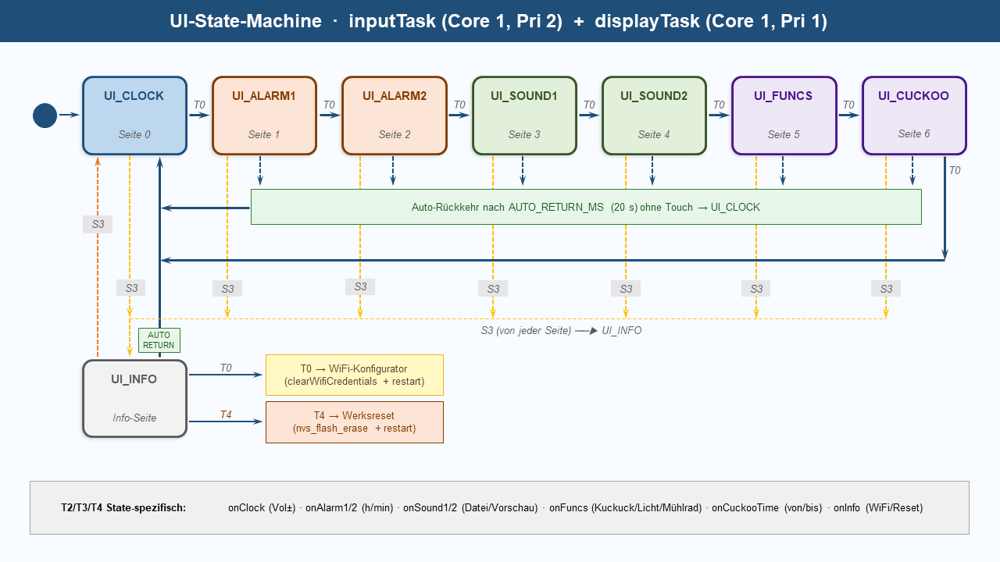 UI-State-Machine · inputTask (Core 1, Pri 2) + displayTask (Core 1, Pri 1)
UI_CLOCK
Seite 0
T0
UI_ALARM1
Seite 1
T0
UI_ALARM2
Seite 2
T0
UI_SOUND1
Seite 3
T0
UI_SOUND2
Seite 4
T0
UI_FUNCS
Seite 5
T0
UI_CUCKOO
Seite 6
T0
Auto-Rückkehr nach AUTO_RETURN_MS (20 s) ohne Touch → UI_CLOCK
S3
S3
S3
S3
S3
S3
S3
S3
S3 (von jeder Seite) ──▶ UI_INFO
AUTO
RETURN
UI_INFO
Info-Seite
T0
T0 → WiFi-Konfigurator
(clearWifiCredentials + restart)
T4
T4 → Werksreset
(nvs_flash_erase + restart)
T2/T3/T4 State-spezifisch: onClock (Vol±) · onAlarm1/2 (h/min) · onSound1/2 (Datei/Vorschau) · onFuncs (Kuckuck/Licht/Mühlrad) · onCuckooTime (von/bis) · onInfo (WiFi/Reset)